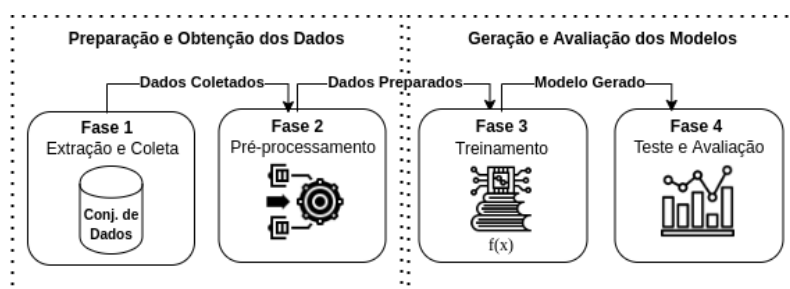 Preparação e Obtenção dos Dados
Geração e Avaliação dos Modelos
Dados Coletados
Dados Preparados
Modelo Gerado
Fase 1
Extração e Coleta
Conj. de
Dados
Fase 2
Pré-processamento
Fase 3
Treinamento
f(x)
Fase 4
Teste e Avaliação